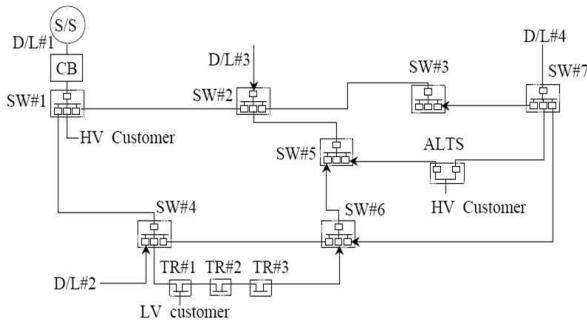 S/S
D/L#1
CB
SW#1
HV Customer
D/L#3
SW#2
SW#3
D/L#4
SW#7
SW#5
ALTS
HV Customer
SW#4
SW#6
D/L#2
TR#1 TR#2 TR#3
LV customer